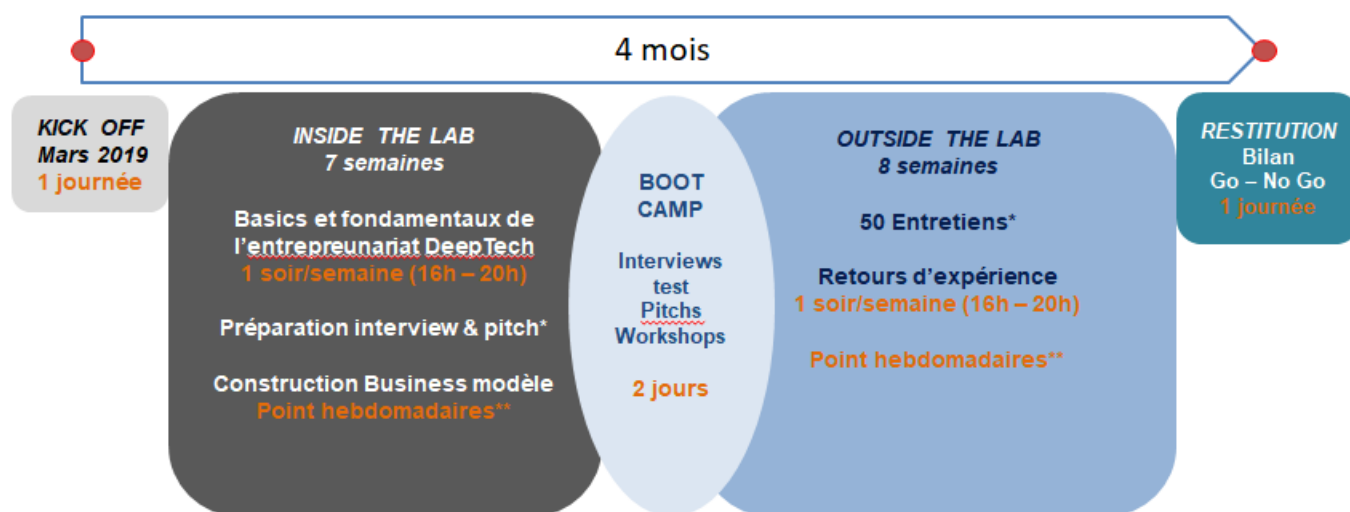 4 mois
KICK OFF
Mars 2019
1 journée
INSIDE THE LAB
7 semaines
Basics et fondamentaux de
l'entrepreunariat DeepTech
1 soir/semaine (16h – 20h)
Préparation interview & pitch*
Construction Business modèle
Point hebdomadaires**
BOOT
CAMP
Interviews
test
Pitchs
Workshops
2 jours
OUTSIDE THE LAB
8 semaines
50 Entretiens*
Retours d'expérience
1 soir/semaine (16h – 20h)
Point hebdomadaires**
RESTITUTION
Bilan
Go – No Go
1 journée